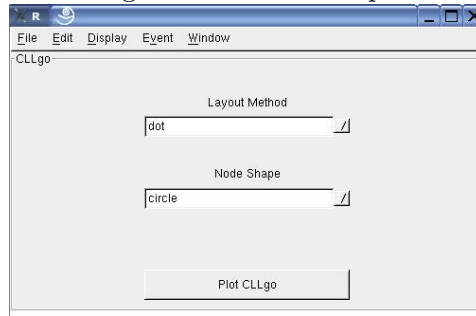 R
File Edit Display Event Window
CLLgo
Layout Method
dot
Node Shape
circle
Plot CLLgo